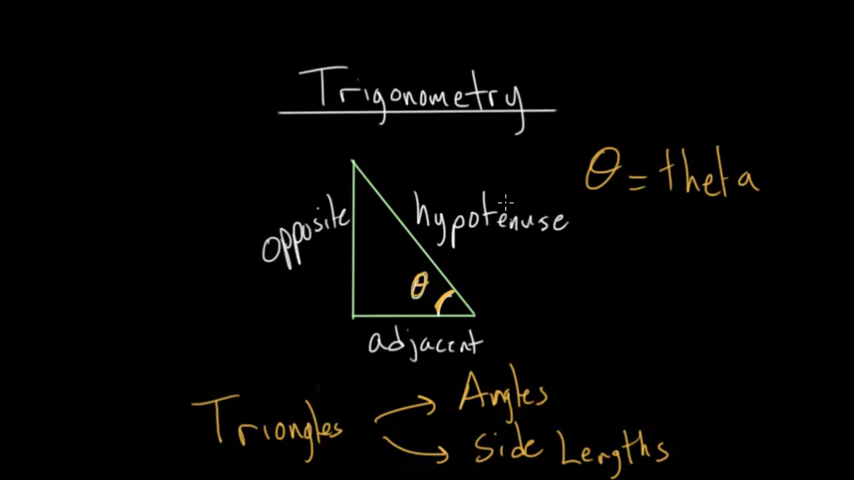 Trigonometry
θ = theta
opposite
hypotenuse
θ
adjacent
Triangles
Angles
Side Lengths